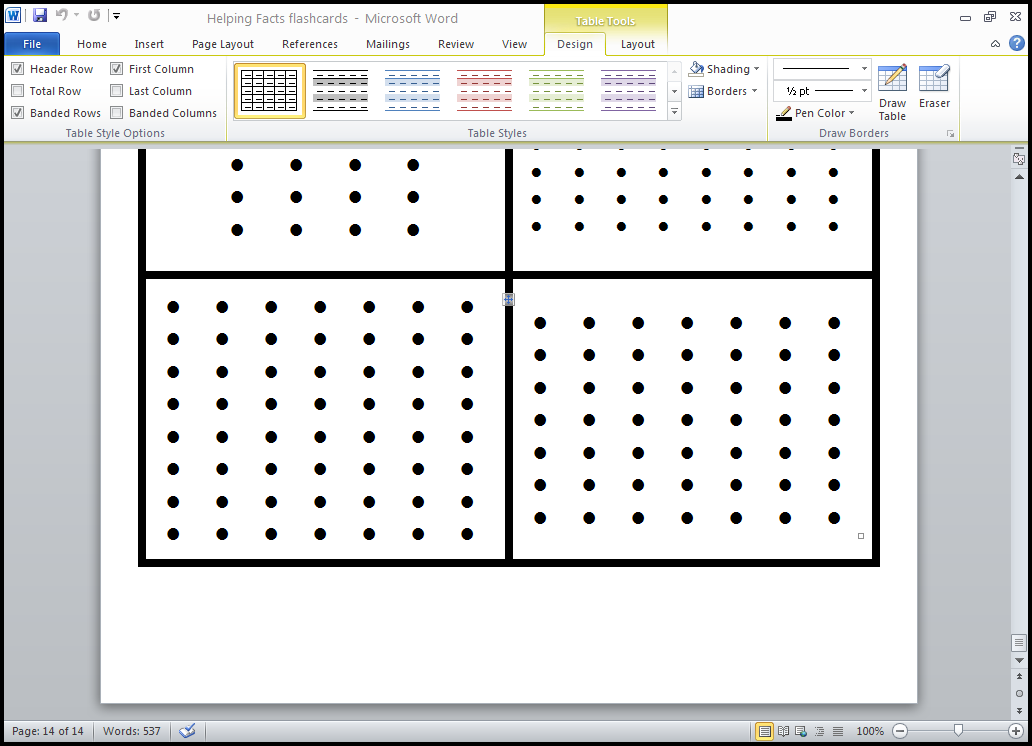 W
Helping Facts flashcards - Microsoft Word
Table Tools
File Home Insert Page Layout References Mailings Review View Design Layout
Header Row First Column
Total Row Last Column
Banded Rows Banded Columns
Table Style Options
Table Styles
Shading
Borders
½ pt
Pen Color
Draw Table
Eraser
Draw Borders
Page: 14 of 14 Words: 537 100%